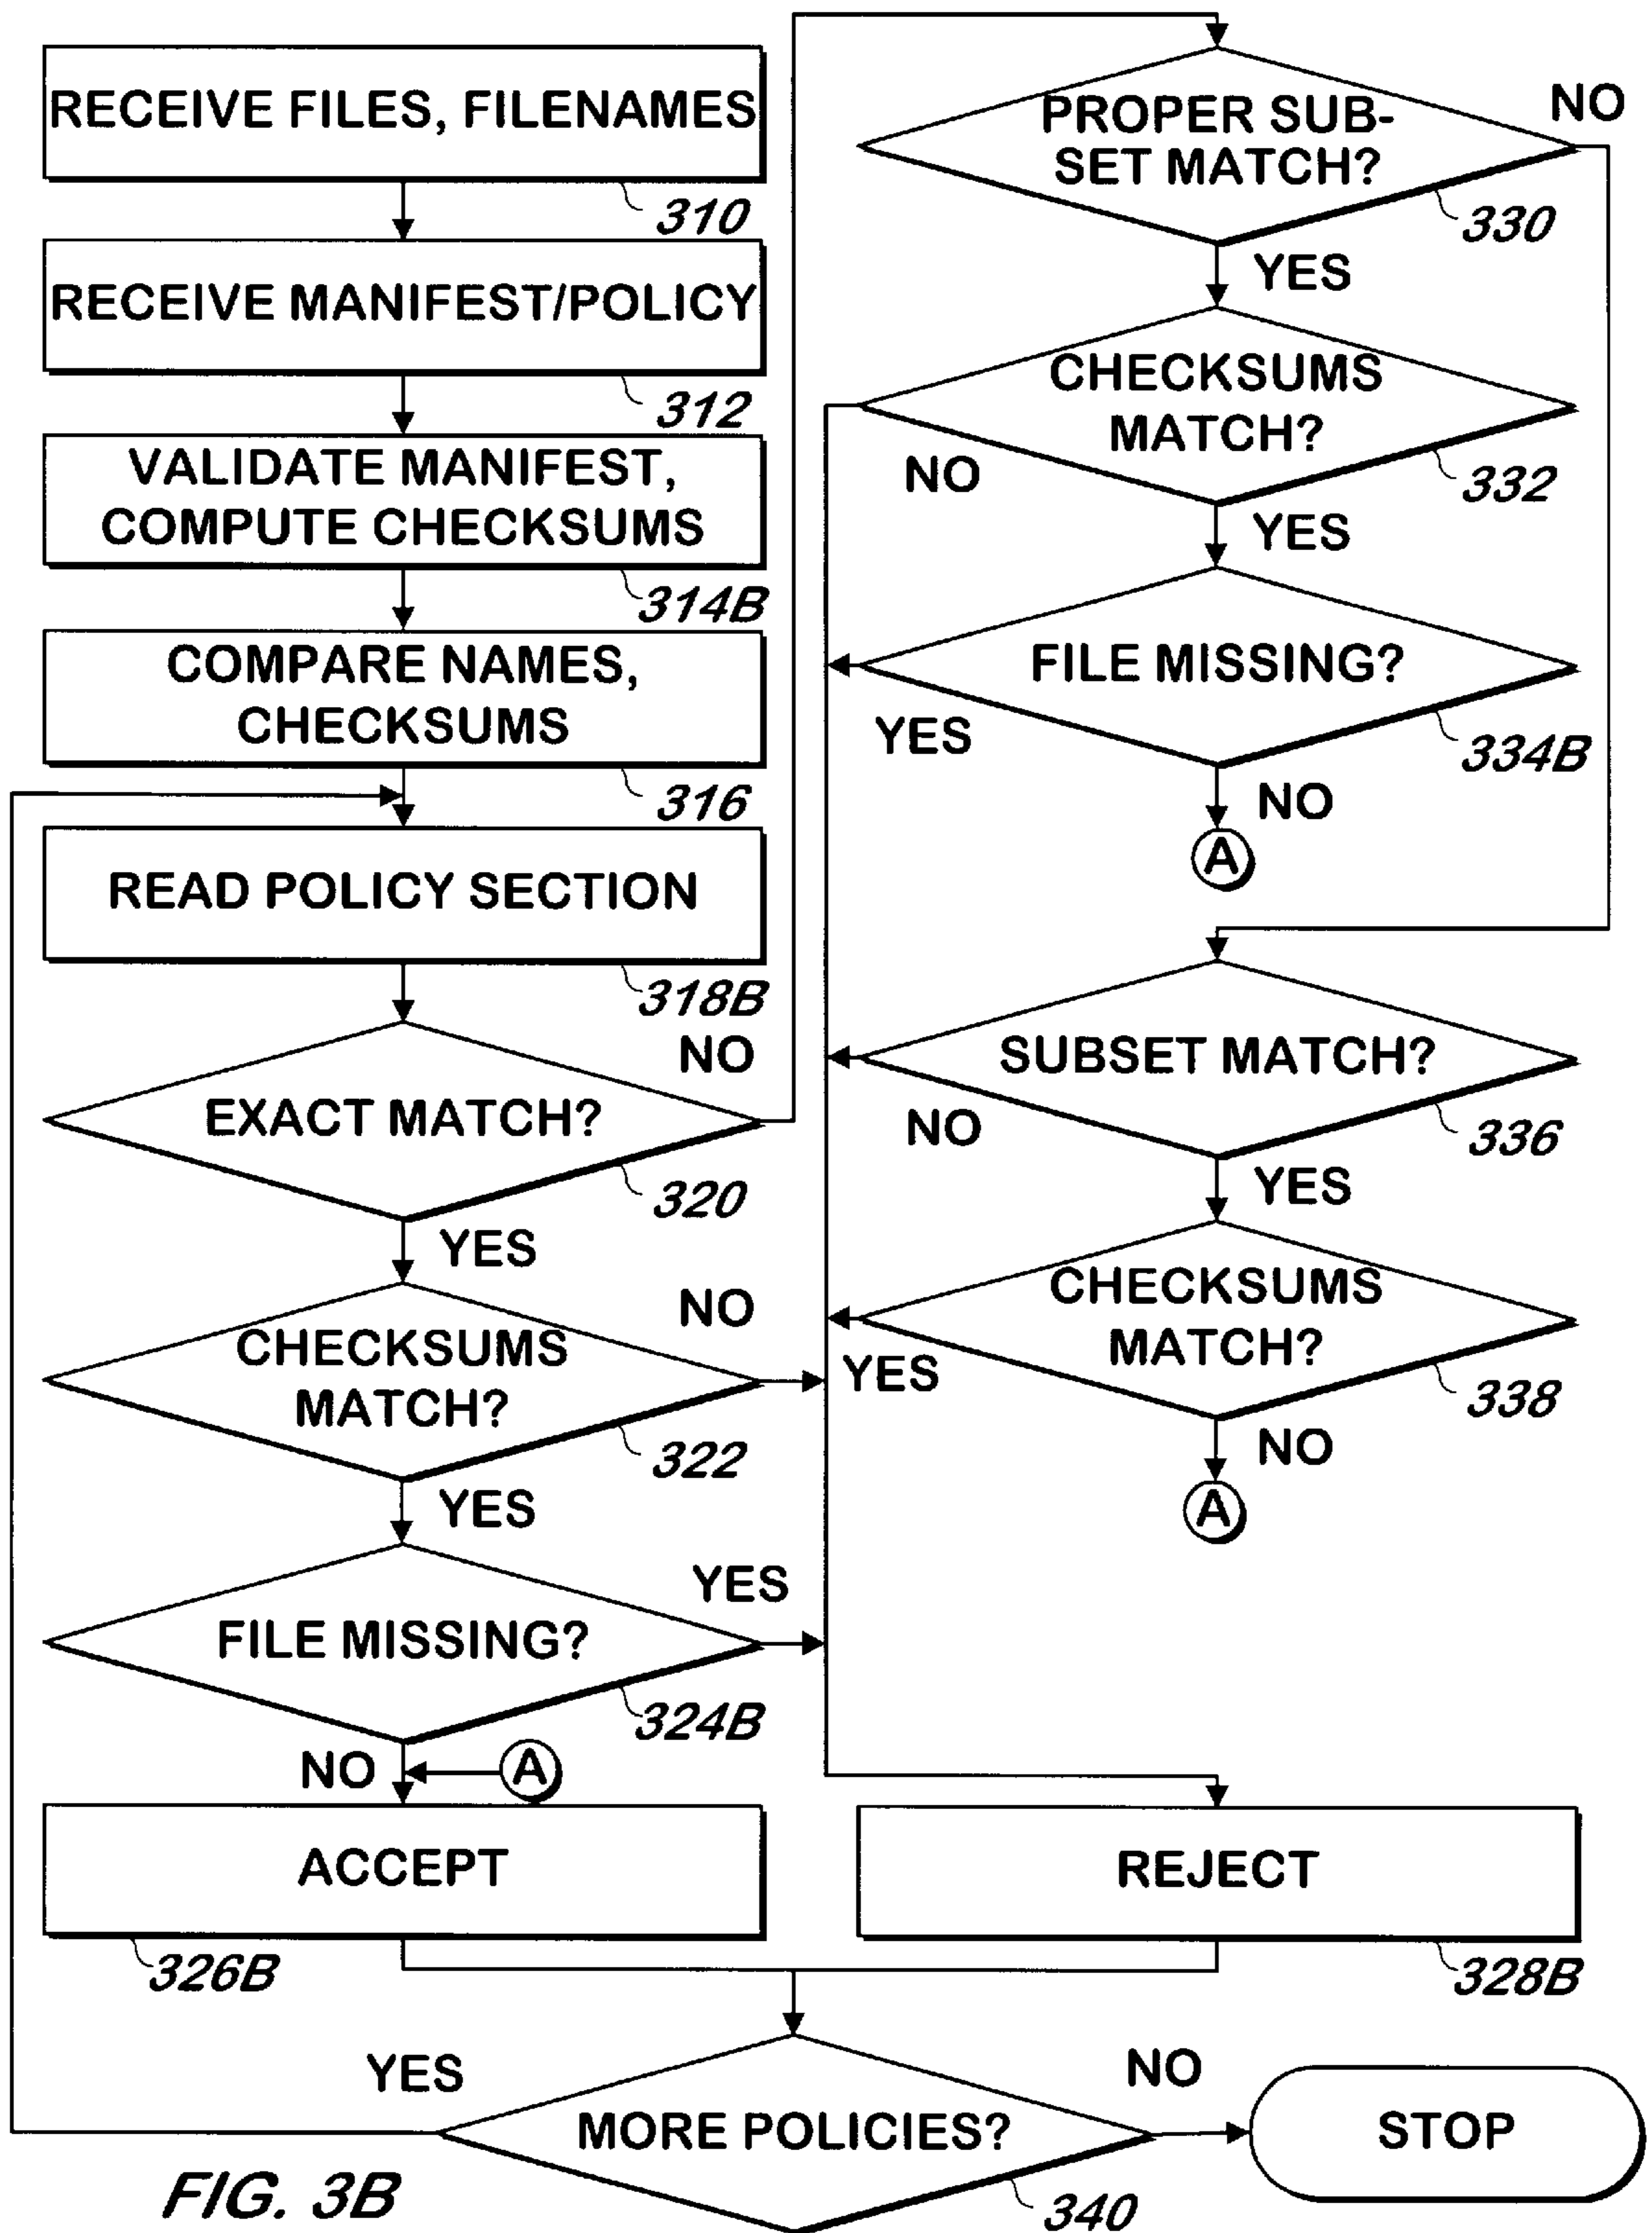 RECEIVE FILES, FILENAMES
310
RECEIVE MANIFEST/POLICY
312
VALIDATE MANIFEST,
COMPUTE CHECKSUMS
314B
COMPARE NAMES,
CHECKSUMS
316
READ POLICY SECTION
318B
EXACT MATCH?
NO
320
YES
CHECKSUMS
MATCH?
NO
322
YES
FILE MISSING?
YES
324B
NO
A
ACCEPT
326B
PROPER SUB-
SET MATCH?
NO
330
YES
CHECKSUMS
MATCH?
NO
332
YES
FILE MISSING?
YES
334B
NO
A
SUBSET MATCH?
NO
336
YES
CHECKSUMS
MATCH?
YES
338
NO
A
REJECT
328B
MORE POLICIES?
YES
NO
340
STOP
FIG. 3B